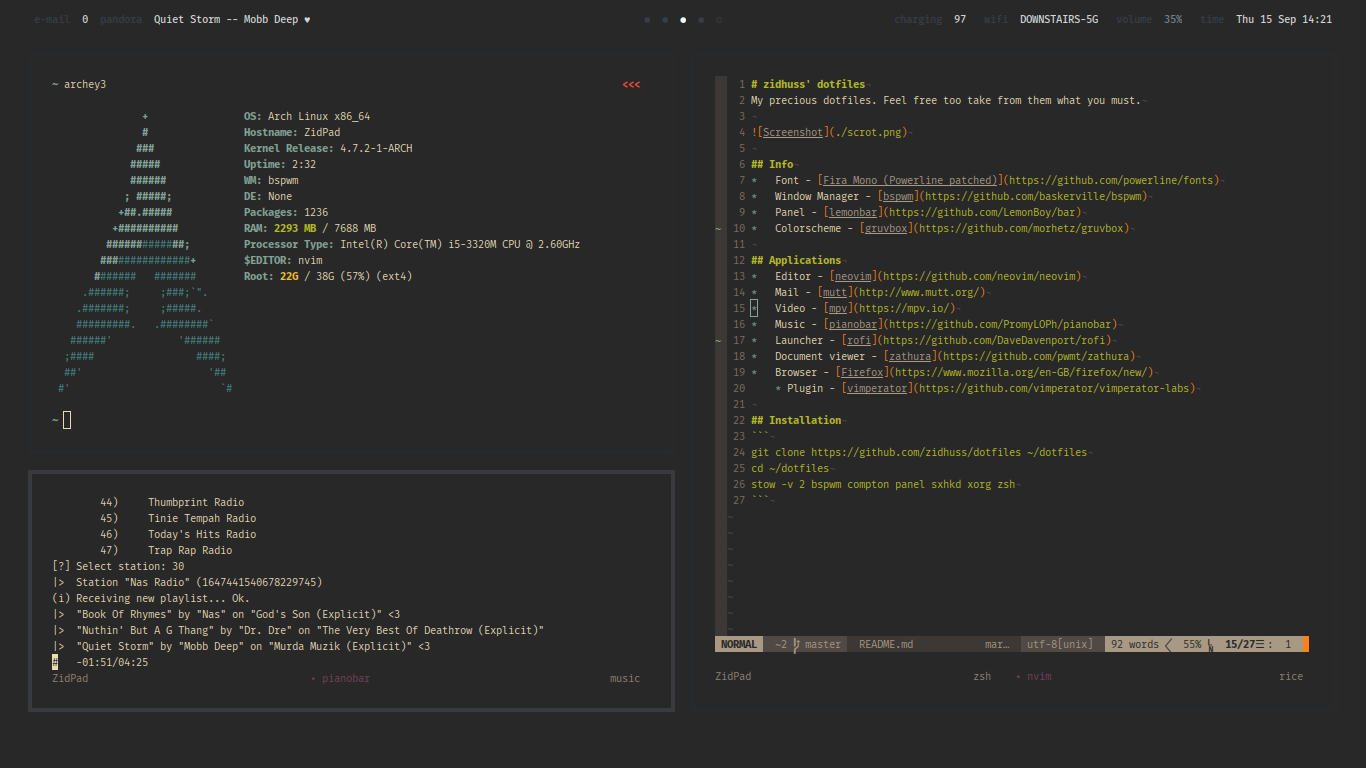 e-mail 0 pandora Quiet Storm -- Mobb Deep ♥
charging 97 wifi DOWNSTAIRS-5G volume 35% time Thu 15 Sep 14:21
~ archey3 <<<
+ OS: Arch Linux x86_64
# Hostname: ZidPad
### Kernel Release: 4.7.2-1-ARCH
##### Uptime: 2:32
###### WM: bspwm
; #####; DE: None
+##.##### Packages: 1236
+########## RAM: 2293 MB / 7688 MB
#############; Processor Type: Intel(R) Core(TM) i5-3320M CPU @ 2.60GHz
###############+ $EDITOR: nvim
####### ####### Root: 22G / 38G (57%) (ext4)
.######; ;###;`".
.#######; ;#####.
#########. .########`
######' '######
;#### ####;
##' '##
#' `#
~
44) Thumbprint Radio
45) Tinie Tempah Radio
46) Today's Hits Radio
47) Trap Rap Radio
[?] Select station: 30
|> Station "Nas Radio" (1647441540678229745)
(i) Receiving new playlist... Ok.
|> "Book Of Rhymes" by "Nas" on "God's Son (Explicit)" <3
|> "Nuthin' But A G Thang" by "Dr. Dre" on "The Very Best Of Deathrow (Explicit)"
|> "Quiet Storm" by "Mobb Deep" on "Murda Muzik (Explicit)" <3
# -01:51/04:25
ZidPad • pianobar music
1 # zidhuss' dotfiles¬
2 My precious dotfiles. Feel free too take from them what you must.¬
3 ¬
4 ![Screenshot](./scrot.png)¬
5 ¬
6 ## Info¬
7 * Font - [Fira Mono (Powerline patched)](https://github.com/powerline/fonts)¬
8 * Window Manager - [bspwm](https://github.com/baskerville/bspwm)¬
9 * Panel - [lemonbar](https://github.com/LemonBoy/bar)¬
~ 10 * Colorscheme - [gruvbox](https://github.com/morhetz/gruvbox)¬
11 ¬
12 ## Applications¬
13 * Editor - [neovim](https://github.com/neovim/neovim)¬
14 * Mail - [mutt](http://www.mutt.org/)¬
15 * Video - [mpv](https://mpv.io/)¬
16 * Music - [pianobar](https://github.com/PromyLOPh/pianobar)¬
~ 17 * Launcher - [rofi](https://github.com/DaveDavenport/rofi)¬
18 * Document viewer - [zathura](https://github.com/pwmt/zathura)¬
19 * Browser - [Firefox](https://www.mozilla.org/en-GB/firefox/new/)¬
20 * Plugin - [vimperator](https://github.com/vimperator/vimperator-labs)¬
21 ¬
22 ## Installation¬
23 ```¬
24 git clone https://github.com/zidhuss/dotfiles ~/dotfiles¬
25 cd ~/dotfiles¬
26 stow -v 2 bspwm compton panel sxhkd xorg zsh¬
27 ```¬
~
~
~
~
~
~
~
~
NORMAL ~2 master README.md mar… utf-8[unix] 92 words 55% 15/27☰ : 1
ZidPad zsh • nvim rice